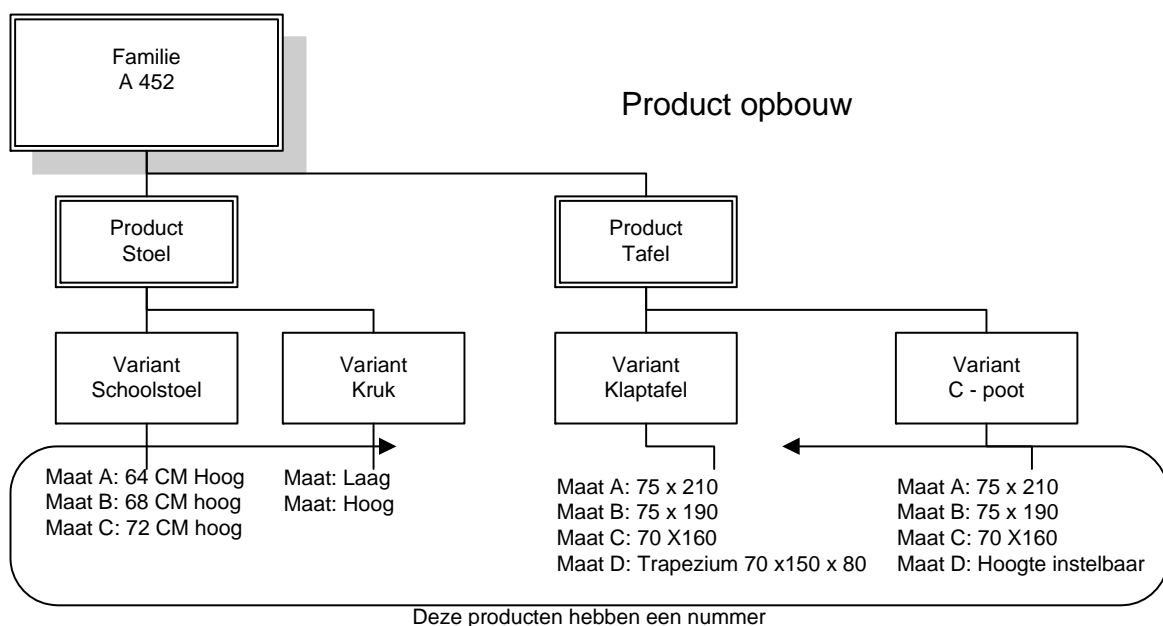 Familie
A 452
Product opbouw
Product
Stoel
Product
Tafel
Variant
Schoolstoel
Variant
Kruk
Variant
Klaptafel
Variant
C - poot
Maat A: 64 CM Hoog
Maat B: 68 CM hoog
Maat C: 72 CM hoog
Maat: Laag
Maat: Hoog
Maat A: 75 x 210
Maat B: 75 x 190
Maat C: 70 X160
Maat D: Trapezium 70 x150 x 80
Maat A: 75 x 210
Maat B: 75 x 190
Maat C: 70 X160
Maat D: Hoogte instelbaar
Deze producten hebben een nummer